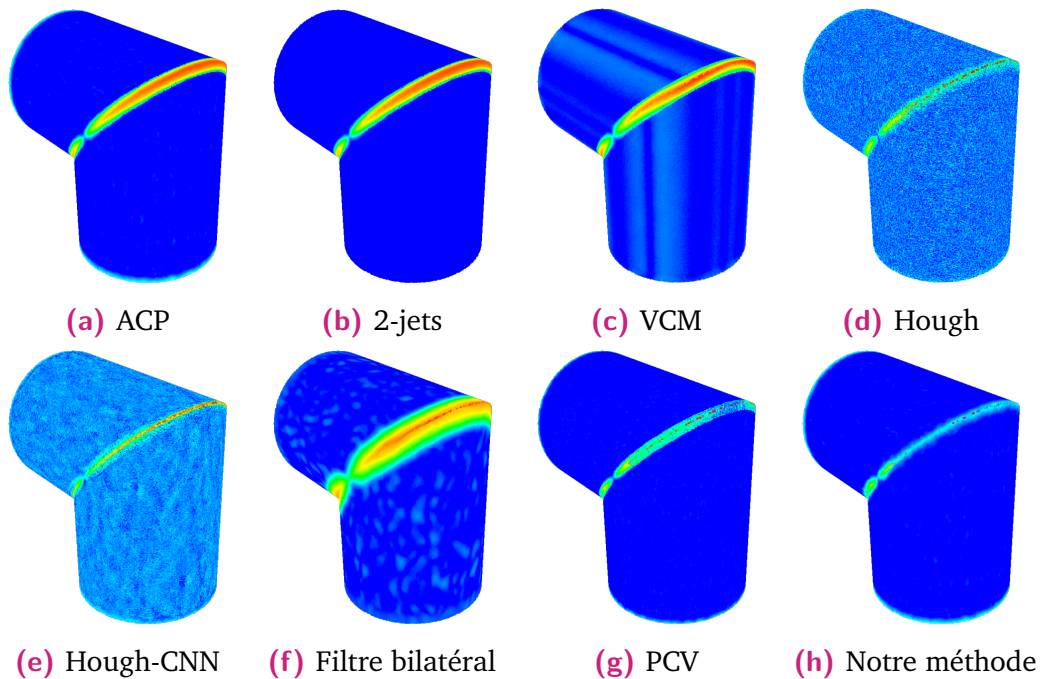 (a) ACP
(b) 2-jets
(c) VCM
(d) Hough
(e) Hough-CNN
(f) Filtre bilatéral
(g) PCV
(h) Notre méthode